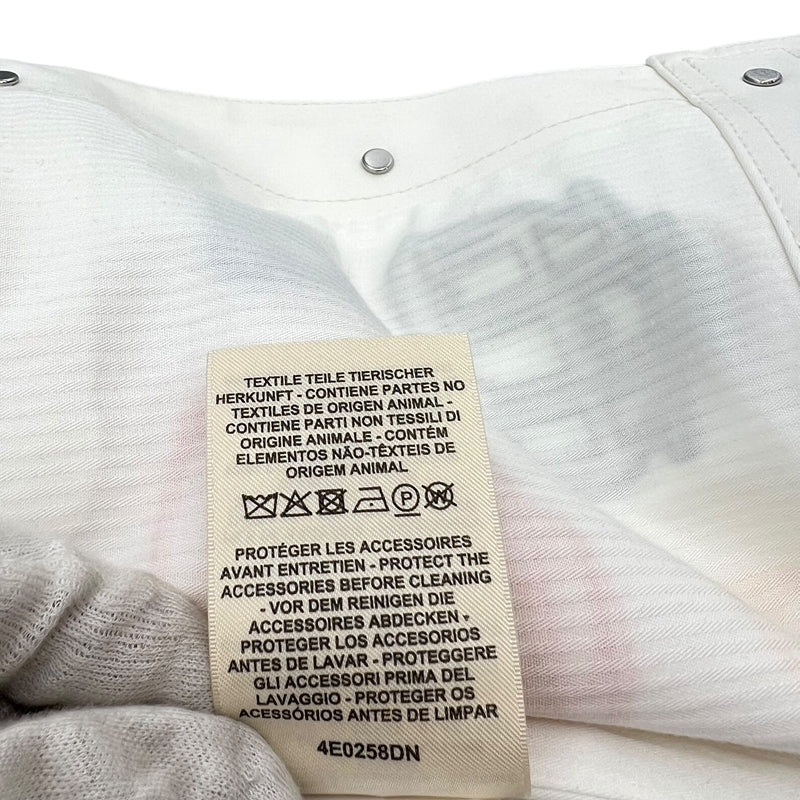 TEXTILE TEILE TIERISCHER
HERKUNFT - CONTIENE PARTES NO
TEXTILES DE ORIGEN ANIMAL -
CONTIENE PARTI NON TESSILI DI
ORIGINE ANIMALE - CONTÉM
ELEMENTOS NÃO-TÊXTEIS DE
ORIGEM ANIMAL
P W
PROTÉGER LES ACCESSOIRES
AVANT ENTRETIEN - PROTECT THE
ACCESSORIES BEFORE CLEANING
- VOR DEM REINIGEN DIE
ACCESSOIRES ABDECKEN -
PROTEGER LOS ACCESORIOS
ANTES DE LAVAR - PROTEGGERE
GLI ACCESSORI PRIMA DEL
LAVAGGIO - PROTEGER OS
ACESSÓRIOS ANTES DE LIMPAR
4E0258DN